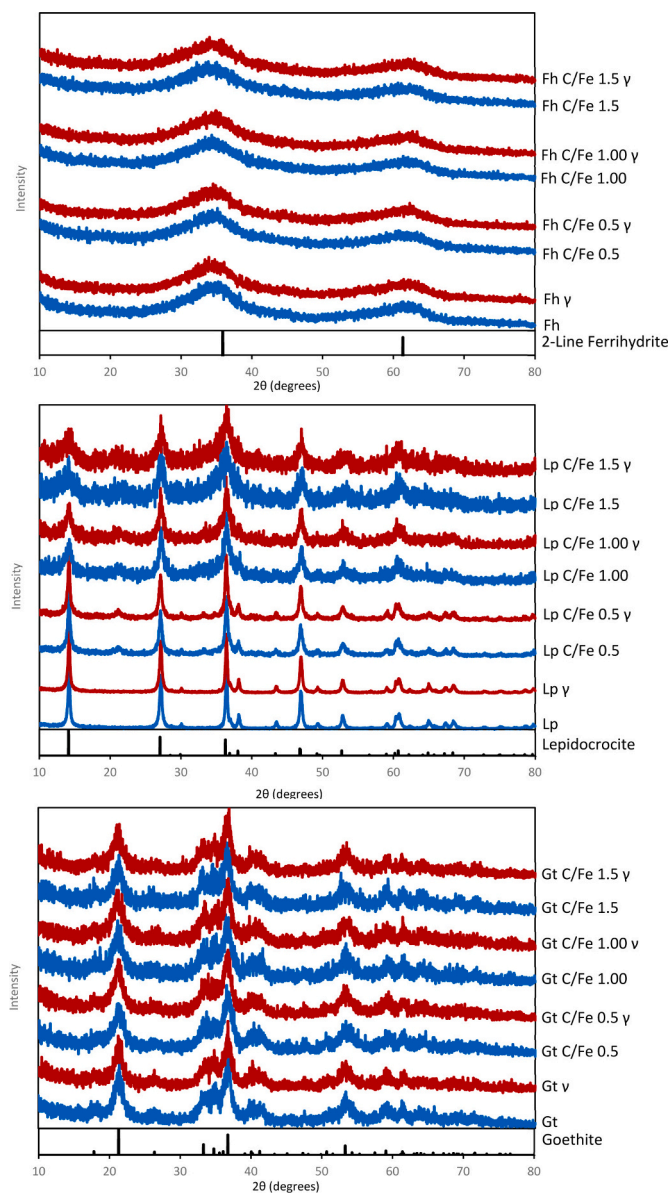 Intensity
Fh C/Fe 1.5 γ
Fh C/Fe 1.5
Fh C/Fe 1.00 γ
Fh C/Fe 1.00
Fh C/Fe 0.5 γ
Fh C/Fe 0.5
Fh γ
Fh
2-Line Ferrihydrite
10 20 30 40 50 60 70 80
2θ (degrees)
Intensity
Lp C/Fe 1.5 γ
Lp C/Fe 1.5
Lp C/Fe 1.00 γ
Lp C/Fe 1.00
Lp C/Fe 0.5 γ
Lp C/Fe 0.5
Lp γ
Lp
Lepidocrocite
10 20 30 40 50 60 70 80
2θ (degrees)
Intensity
Gt C/Fe 1.5 γ
Gt C/Fe 1.5
Gt C/Fe 1.00 ν
Gt C/Fe 1.00
Gt C/Fe 0.5 γ
Gt C/Fe 0.5
Gt ν
Gt
Goethite
10 20 30 40 50 60 70 80
2θ (degrees)